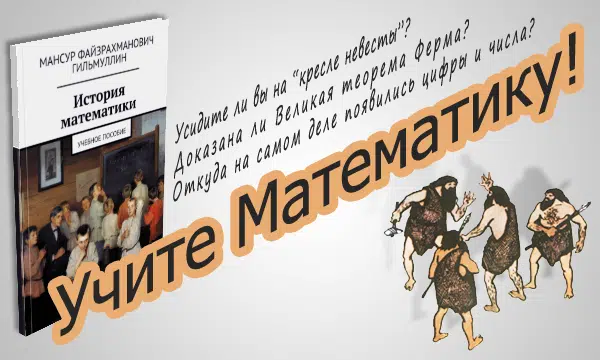 МАНСУР ФАЙЗРАХМАНОВИЧ
ГИЛЬМУЛЛИН
История
математики
УЧЕБНОЕ ПОСОБИЕ
Усидите ли вы на “кресле невесты”?
Доказана ли Великая теорема Ферма?
Откуда на самом деле появились цифры и числа?
Учите Математику!